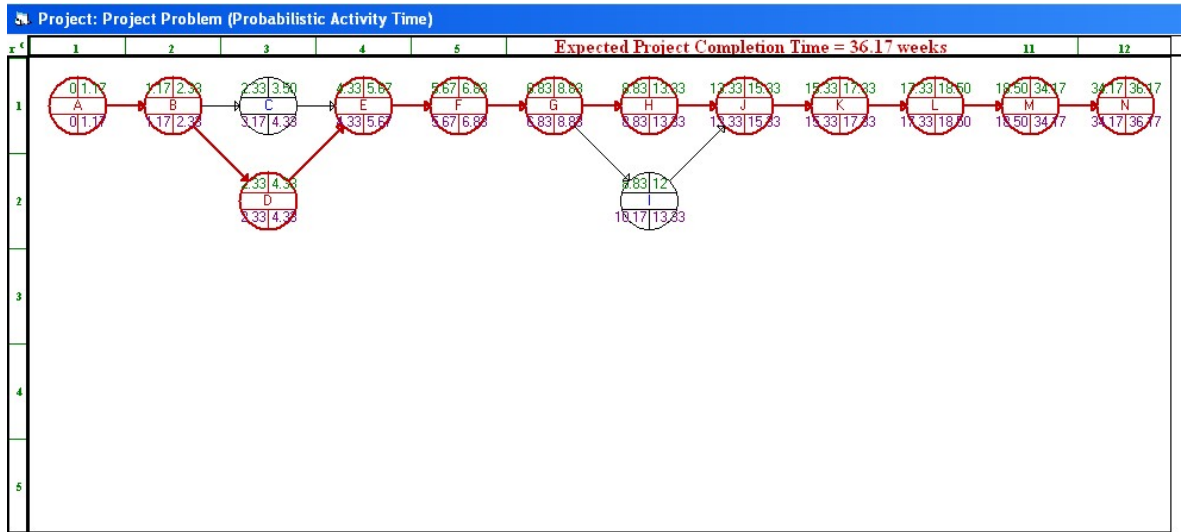 Project: Project Problem (Probabilistic Activity Time)
r c 1 2 3 4 5 Expected Project Completion Time = 36.17 weeks 11 12
0 1.17 1.17 2.33 2.33 3.50 4.33 5.67 5.67 6.83 6.83 8.83 8.83 13.33 13.33 15.33 15.33 17.33 17.33 18.50 18.50 34.17 34.17 36.17
1 A B C E F G H J K L M N
0 1.17 1.17 2.33 3.17 4.33 4.33 5.67 5.67 6.83 6.83 8.83 8.83 13.33 13.33 15.33 15.33 17.33 17.33 18.50 18.50 34.17 34.17 36.17
2.33 4.33 8.83 12
2 D I
2.33 4.33 10.17 13.33
3
4
5